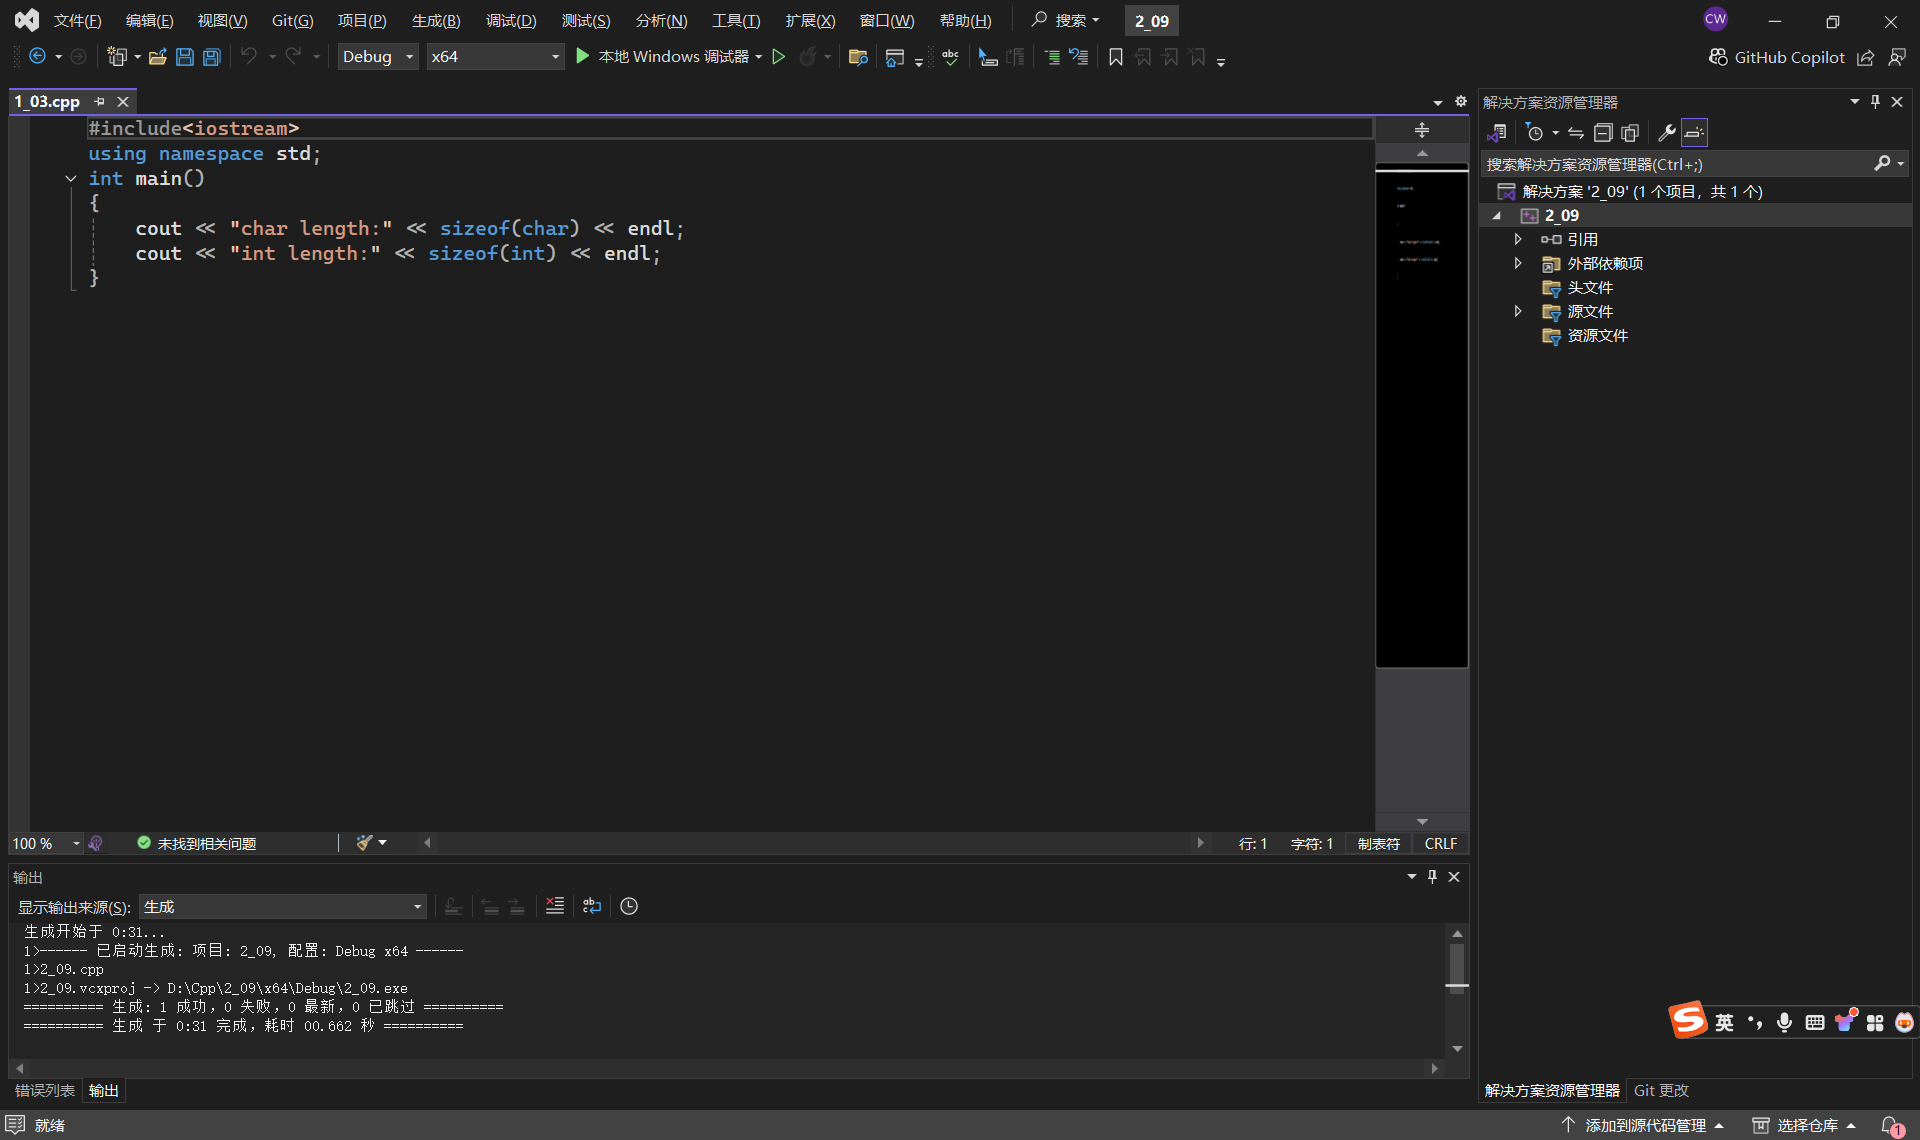 文件(F) 编辑(E) 视图(V) Git(G) 项目(P) 生成(B) 调试(D) 测试(S) 分析(N) 工具(T) 扩展(X) 窗口(W) 帮助(H) 搜索 2_09 CW
Debug x64 本地 Windows 调试器 abc GitHub Copilot
1_03.cpp
#include<iostream>
using namespace std;
int main()
{
cout << "char length:" << sizeof(char) << endl;
cout << "int length:" << sizeof(int) << endl;
}
100 % 未找到相关问题 行: 1 字符: 1 制表符 CRLF
输出
显示输出来源(S): 生成
生成开始于 0:31...
1>------ 已启动生成: 项目: 2_09, 配置: Debug x64 ------
1>2_09.cpp
1>2_09.vcxproj -> D:\Cpp\2_09\x64\Debug\2_09.exe
========== 生成: 1 成功，0 失败，0 最新，0 已跳过 ==========
========== 生成 于 0:31 完成，耗时 00.662 秒 ==========
错误列表 输出
解决方案资源管理器
搜索解决方案资源管理器(Ctrl+;)
解决方案 '2_09' (1 个项目，共 1 个)
2_09
引用
外部依赖项
头文件
源文件
资源文件
英
解决方案资源管理器 Git 更改
就绪 添加到源代码管理 选择仓库 1